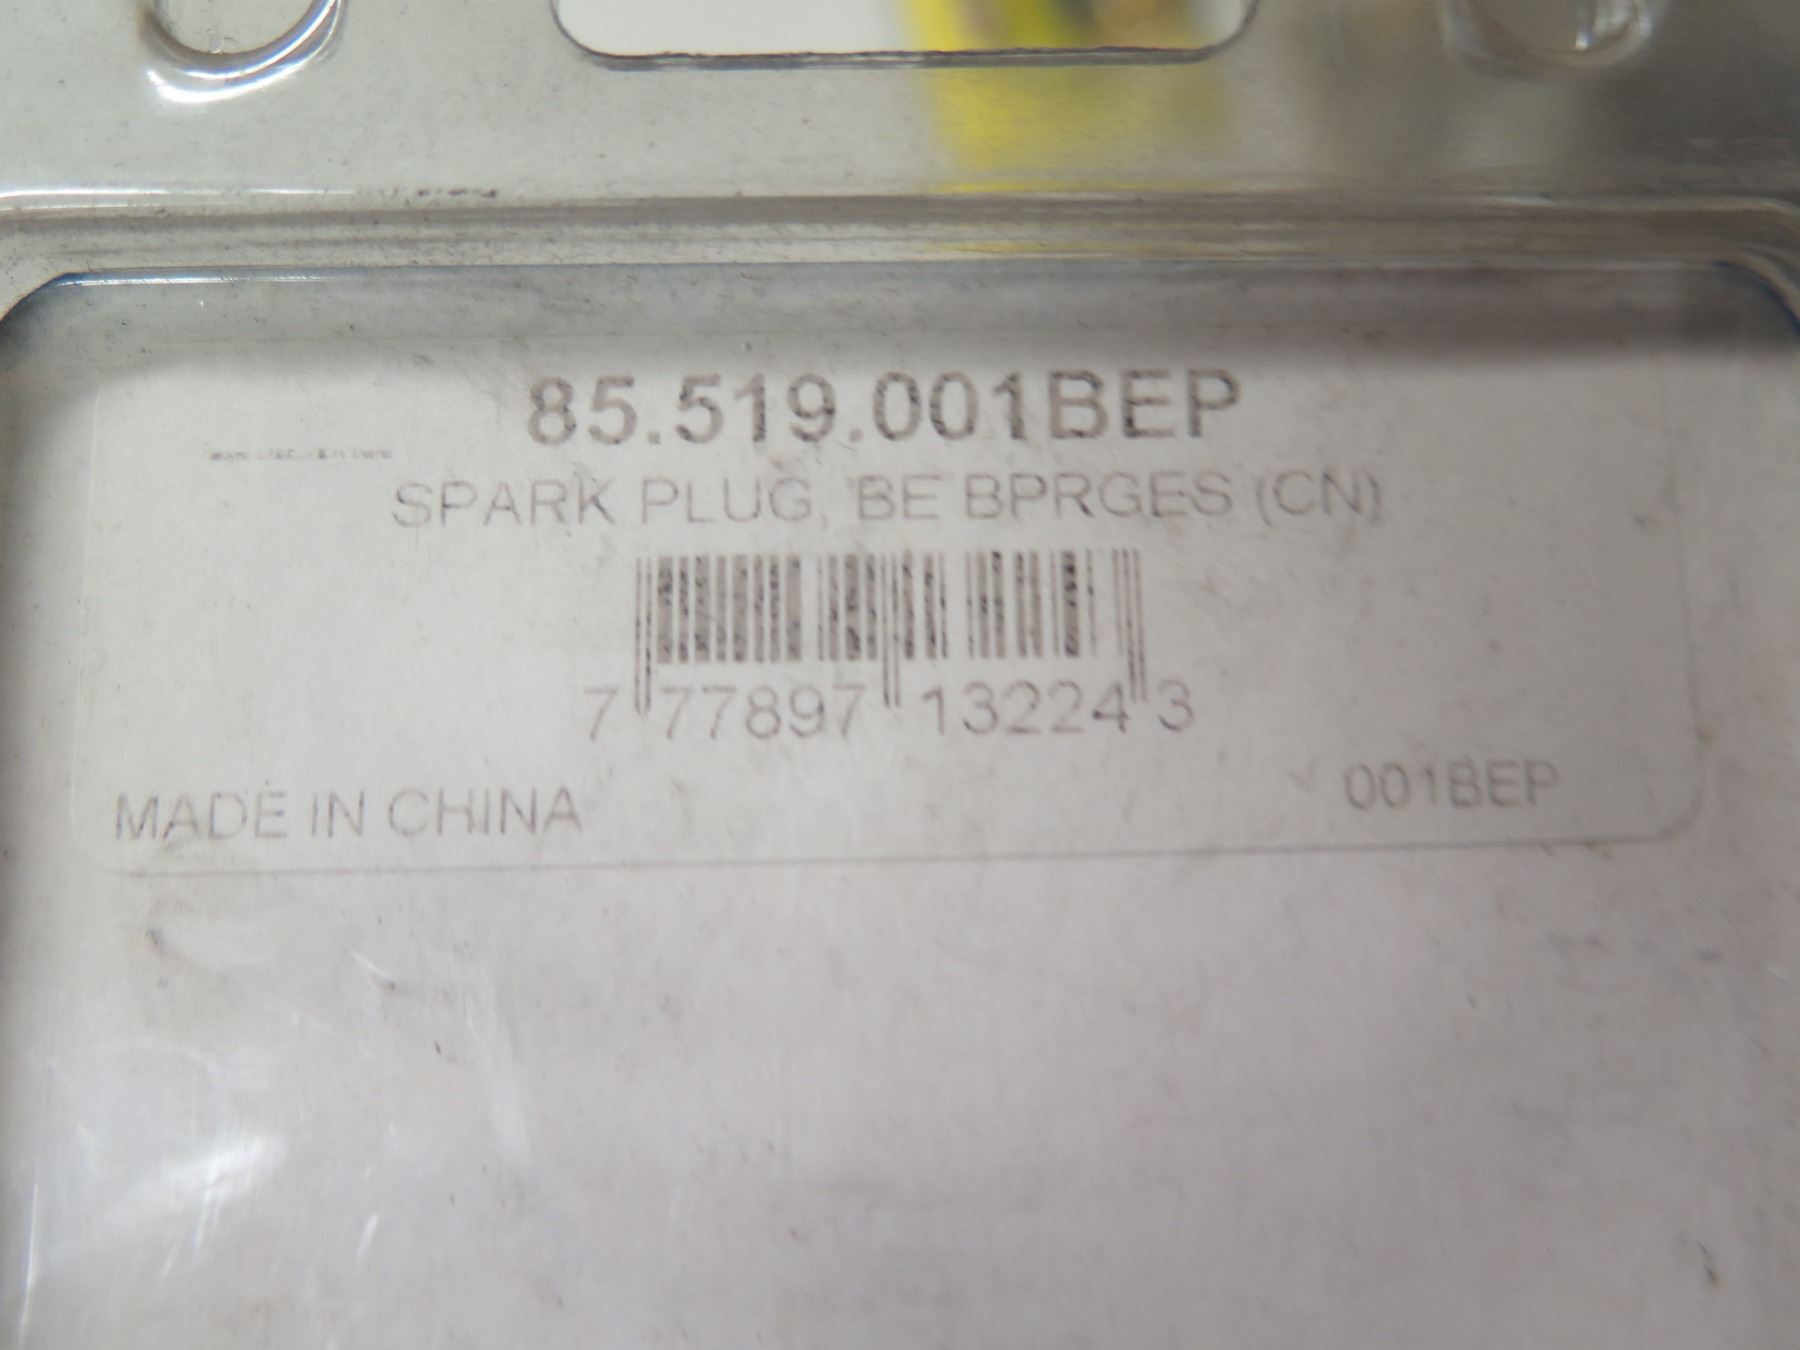 85.519.001BEP
SPARK PLUG, BE BPRGES (CN)
7 77897 13224 3
MADE IN CHINA
001BEP